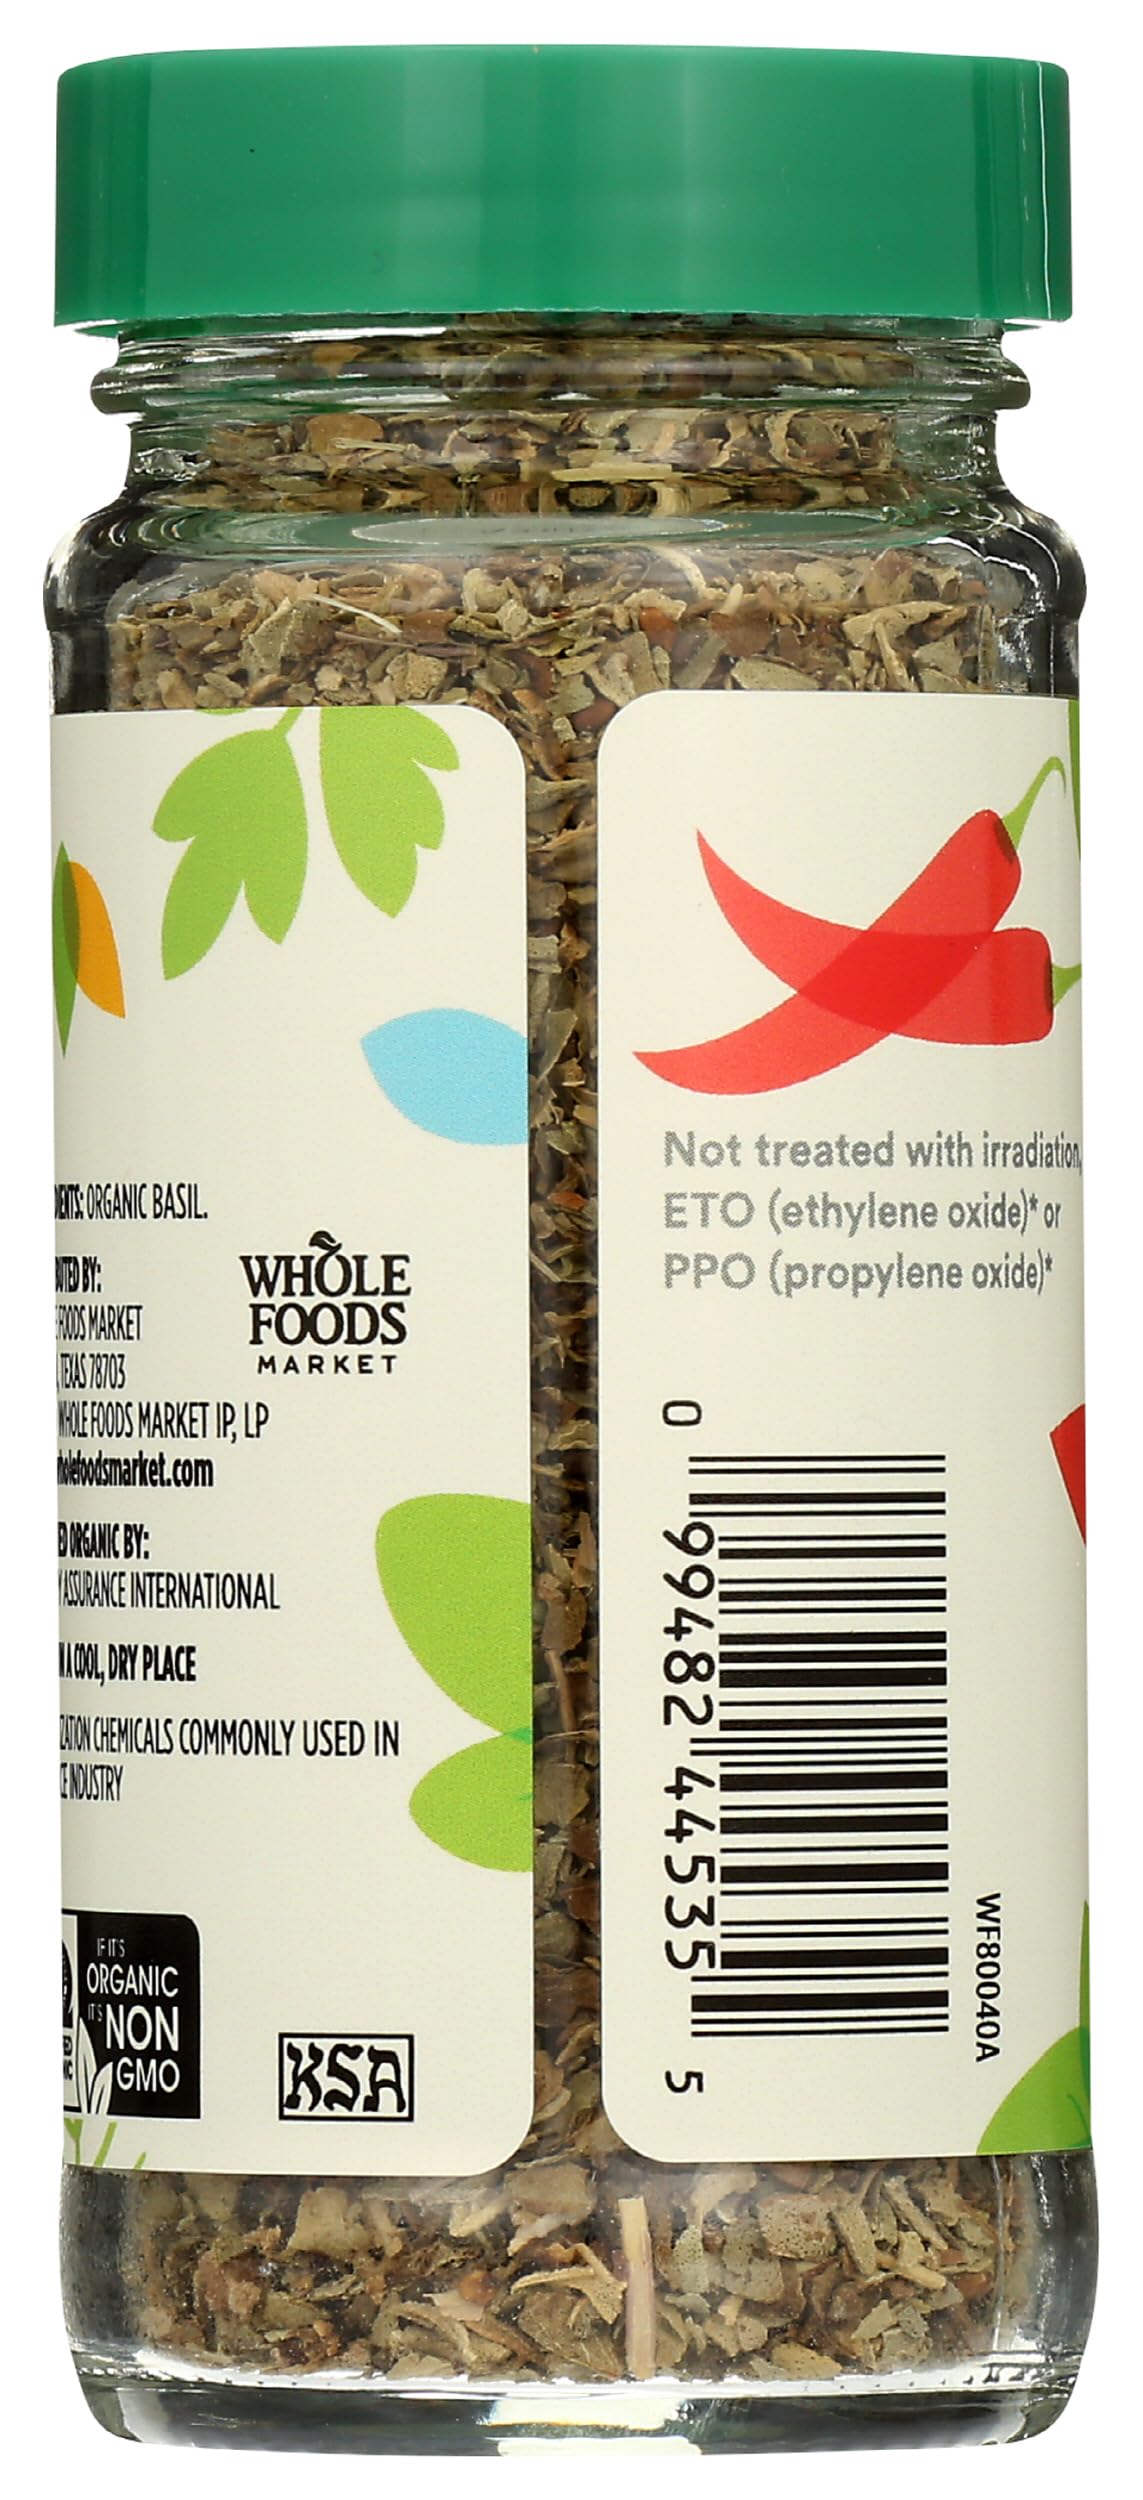 ORGANIC BASIL.
BY:
FOODS MARKET
TEXAS 78703
WHOLE FOODS MARKET IP, LP
wholefoodsmarket.com
ORGANIC BY:
ASSURANCE INTERNATIONAL
A COOL, DRY PLACE
CHEMICALS COMMONLY USED IN
INDUSTRY
WHOLE
FOODS
MARKET
IF IT'S
ORGANIC
IT'S NON
GMO
KSA
Not treated with irradiation,
ETO (ethylene oxide)* or
PPO (propylene oxide)*
0 99482 44535 5
WF80040A